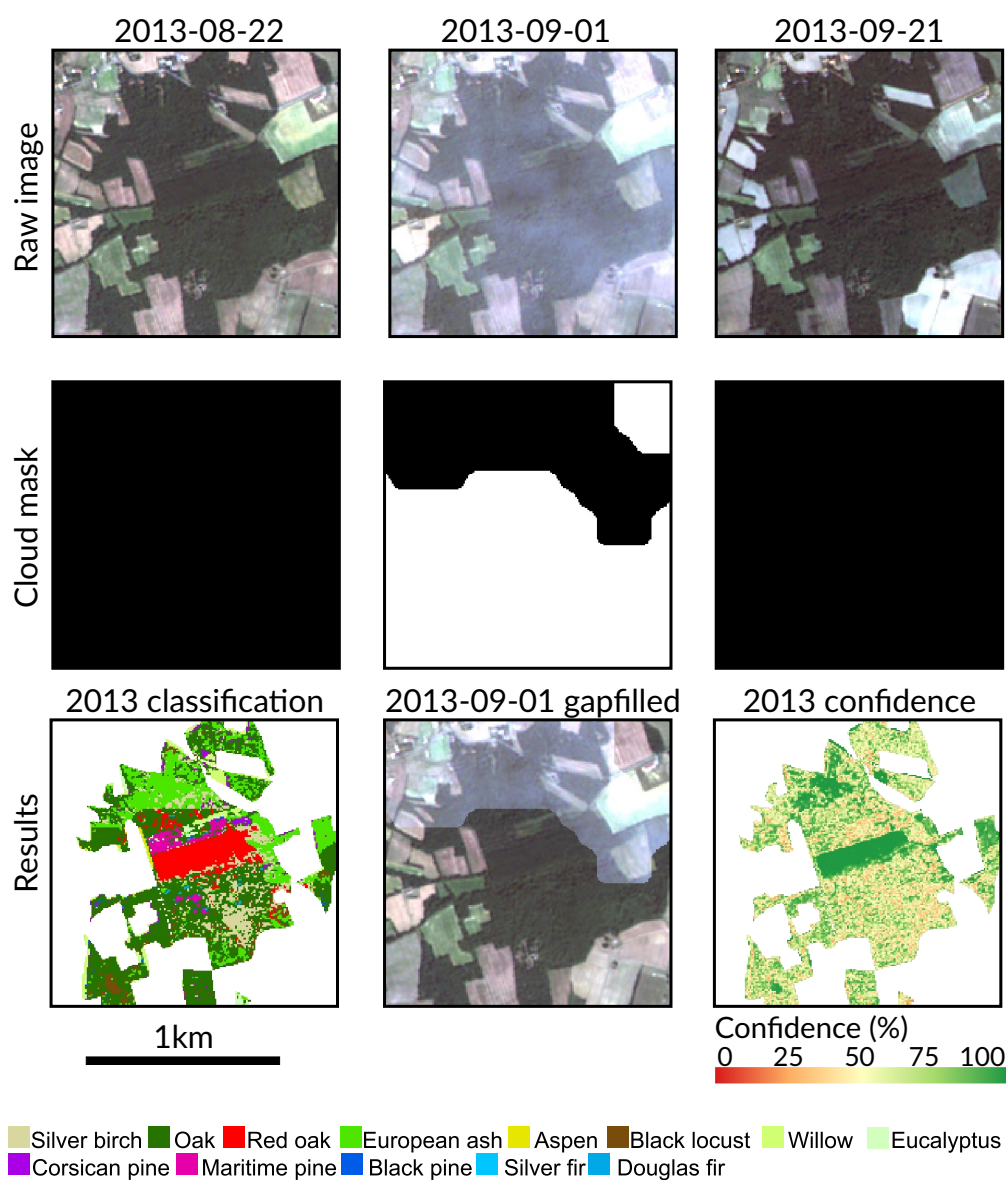 2013-08-22 2013-09-01 2013-09-21
Raw image
Cloud mask
2013 classification 2013-09-01 gapfilled 2013 confidence
Results
1km
Confidence (%)
0 25 50 75 100
Silver birch Oak Red oak European ash Aspen Black locust Willow Eucalyptus
Corsican pine Maritime pine Black pine Silver fir Douglas fir